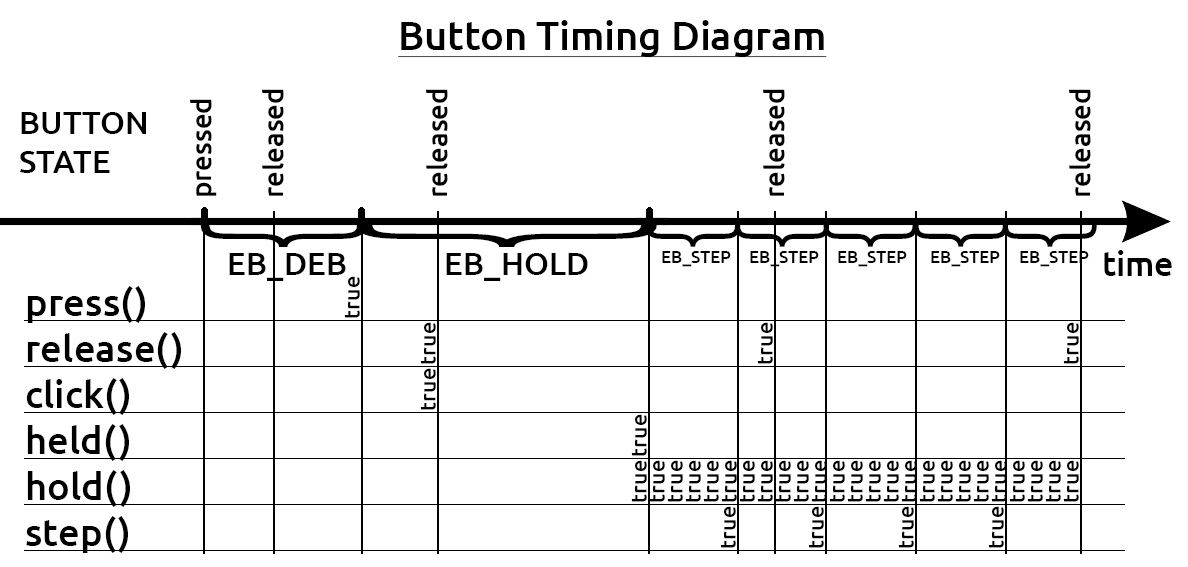 Button Timing Diagram
BUTTON
STATE
pressed
released
released
released
released
EB_DEB
EB_HOLD
EB_STEP
EB_STEP
EB_STEP
EB_STEP
EB_STEP
time
press() true
release() true true true
click() true
held() true
hold() true true true true true true true true true true true true true true true true true true true true true true true true true
step() true true true true